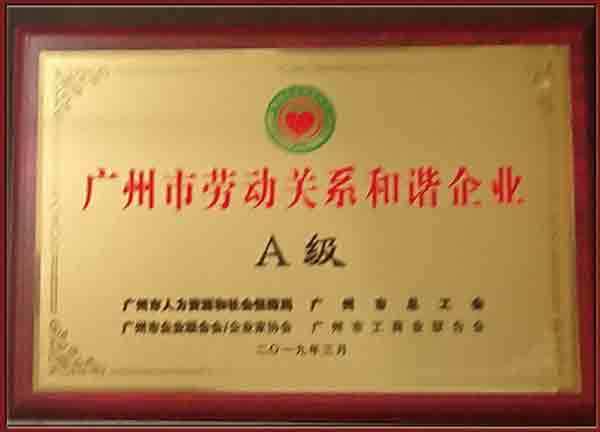 广州市劳动关系和谐企业
A级
广州市人力资源和社会保障局 广州市总工会
广州市企业联合会/企业家协会 广州市工商业联合会
二〇一九年三月